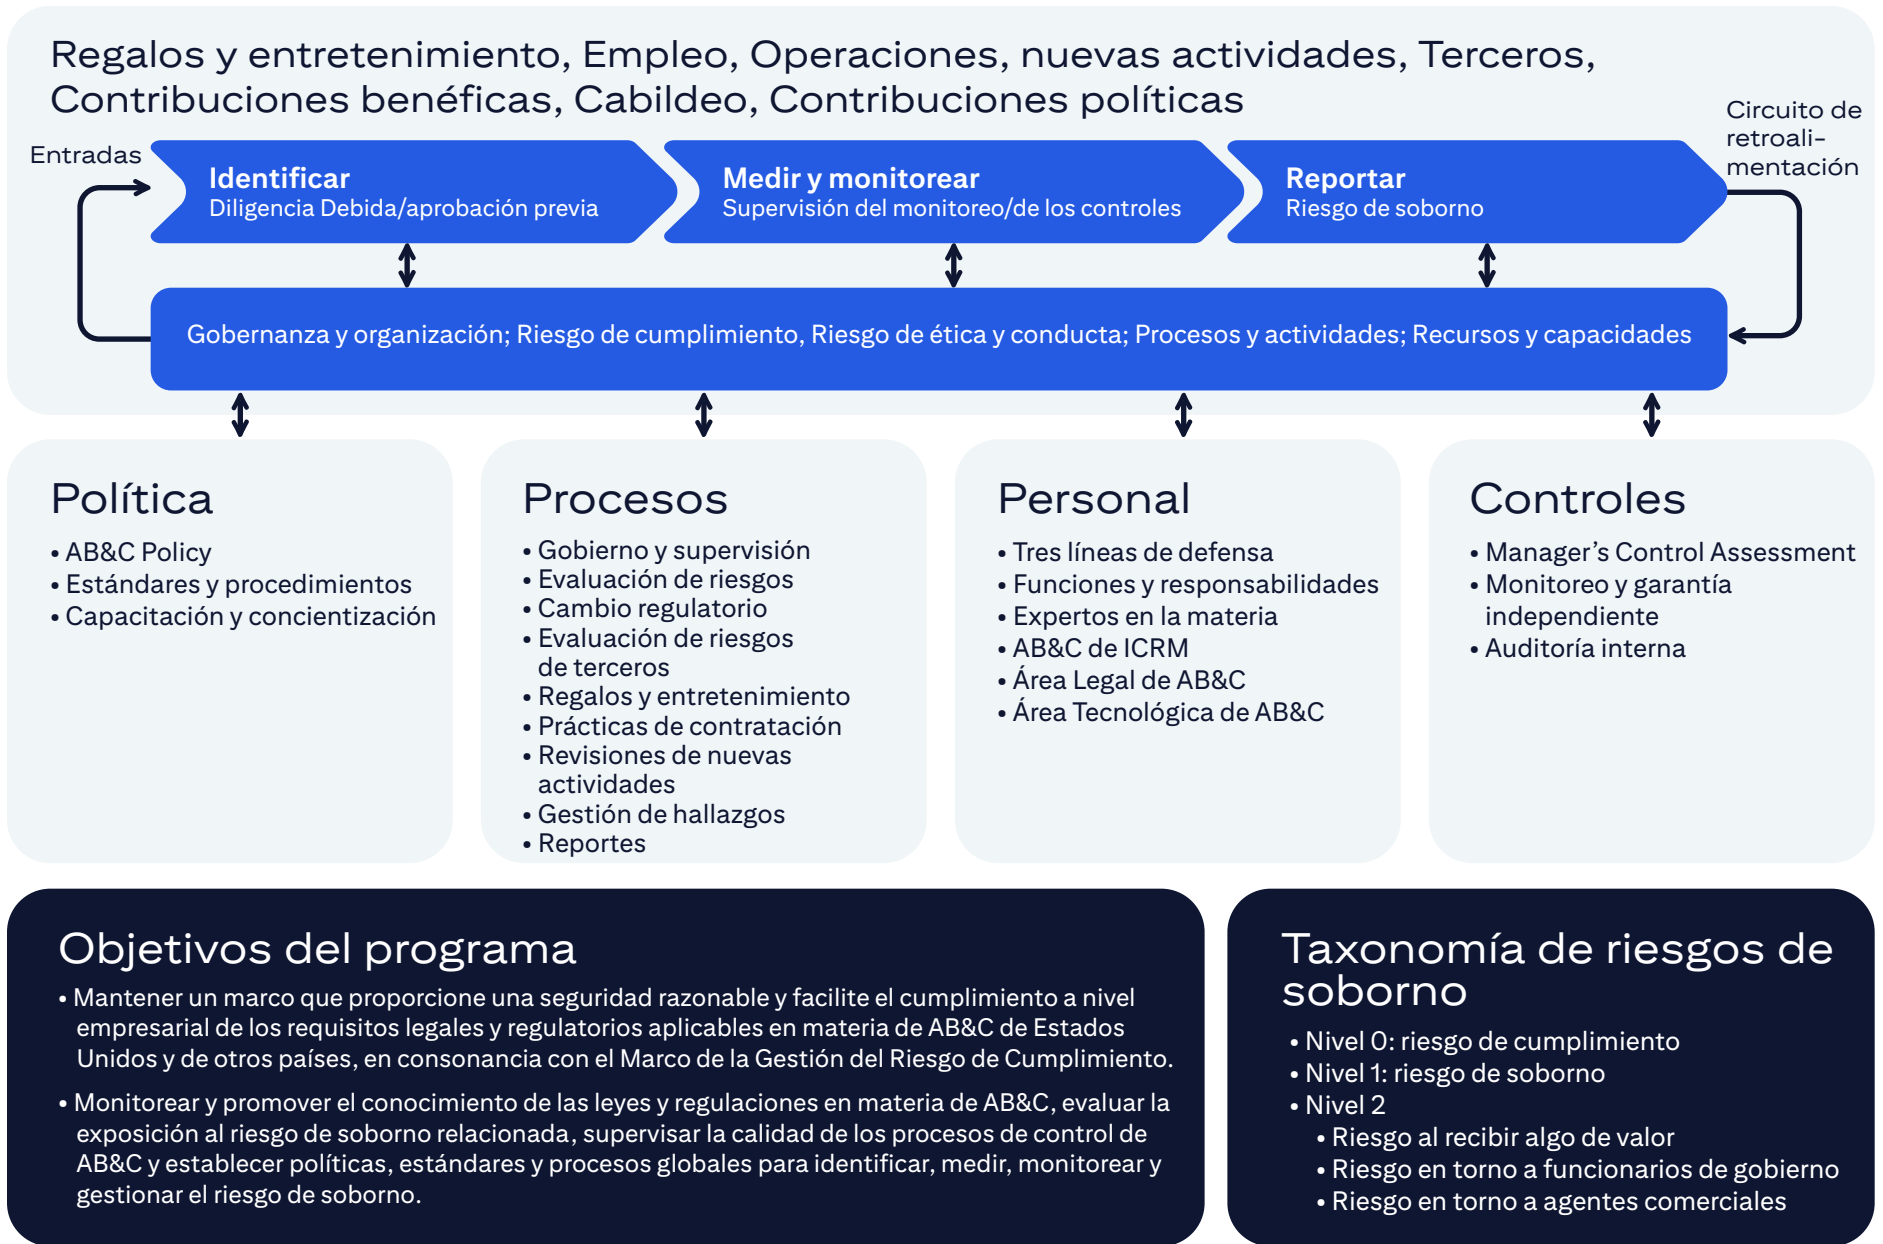 Regalos y entretenimiento, Empleo, Operaciones, nuevas actividades, Terceros,
Contribuciones benéficas, Cabildeo, Contribuciones políticas
Circuito de
retroali-
mentación
Entradas
Identificar
Diligencia Debida/aprobación previa
Medir y monitorear
Supervisión del monitoreo/de los controles
Reportar
Riesgo de soborno
Gobernanza y organización; Riesgo de cumplimiento, Riesgo de ética y conducta; Procesos y actividades; Recursos y capacidades
Política
• AB&C Policy
• Estándares y procedimientos
• Capacitación y concientización
Procesos
• Gobierno y supervisión
• Evaluación de riesgos
• Cambio regulatorio
• Evaluación de riesgos
de terceros
• Regalos y entretenimiento
• Prácticas de contratación
• Revisiones de nuevas
actividades
• Gestión de hallazgos
• Reportes
Personal
• Tres líneas de defensa
• Funciones y responsabilidades
• Expertos en la materia
• AB&C de ICRM
• Área Legal de AB&C
• Área Tecnológica de AB&C
Controles
• Manager’s Control Assessment
• Monitoreo y garantía
independiente
• Auditoría interna
Objetivos del programa
• Mantener un marco que proporcione una seguridad razonable y facilite el cumplimiento a nivel
empresarial de los requisitos legales y regulatorios aplicables en materia de AB&C de Estados
Unidos y de otros países, en consonancia con el Marco de la Gestión del Riesgo de Cumplimiento.
• Monitorear y promover el conocimiento de las leyes y regulaciones en materia de AB&C, evaluar la
exposición al riesgo de soborno relacionada, supervisar la calidad de los procesos de control de
AB&C y establecer políticas, estándares y procesos globales para identificar, medir, monitorear y
gestionar el riesgo de soborno.
Taxonomía de riesgos de
soborno
• Nivel 0: riesgo de cumplimiento
• Nivel 1: riesgo de soborno
• Nivel 2
• Riesgo al recibir algo de valor
• Riesgo en torno a funcionarios de gobierno
• Riesgo en torno a agentes comerciales